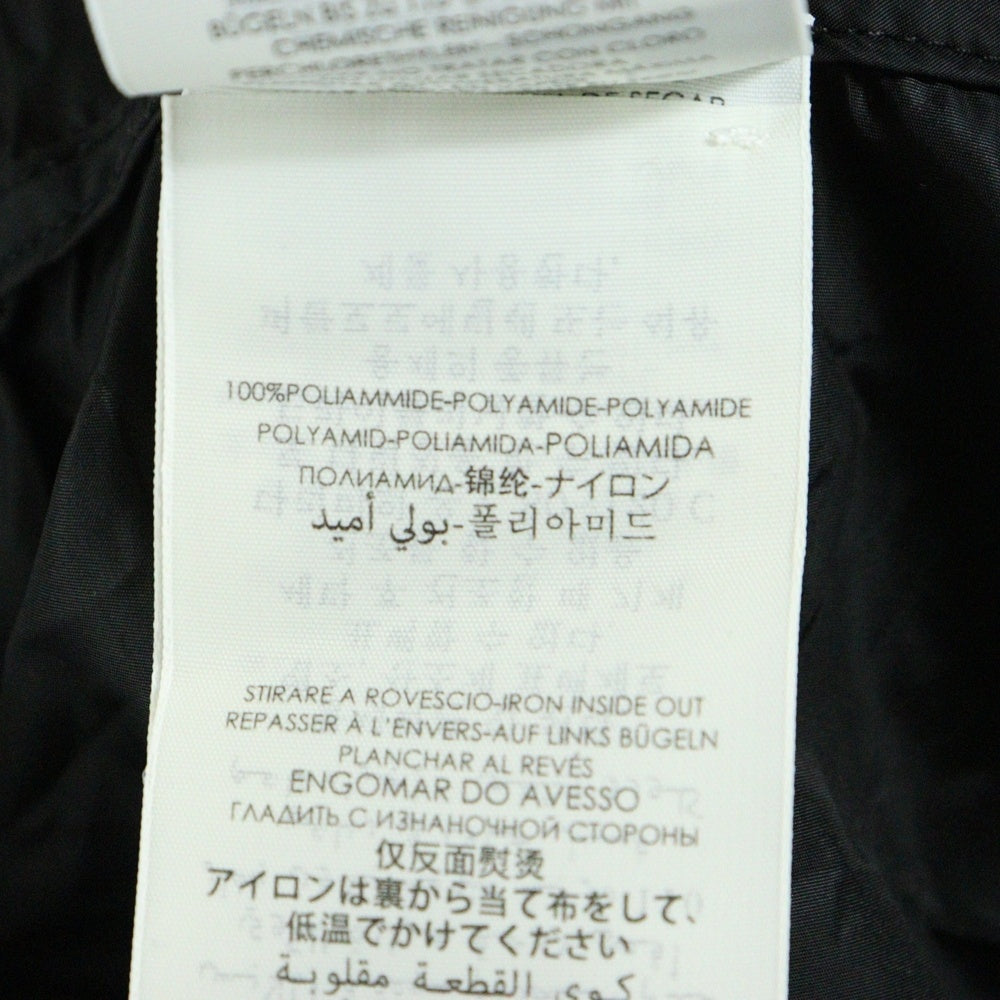 CHEMISCHE REINIGUNG MIT
DE SECAR
100%POLIAMMIDE-POLYAMIDE-POLYAMIDE
POLYAMID-POLIAMIDA-POLIAMIDA
ПОЛИАМИД-锦纶-ナイロン
بولي أميد-폴리아미드
STIRARE A ROVESCIO-IRON INSIDE OUT
REPASSER À L'ENVERS-AUF LINKS BÜGELN
PLANCHAR AL REVÉS
ENGOMAR DO AVESSO
ГЛАДИТЬ С ИЗНАНОЧНОЙ СТОРОНЫ
仅反面熨烫
アイロンは裏から当て布をして、
低温でかけてください
كوي القطعة مقلوبة